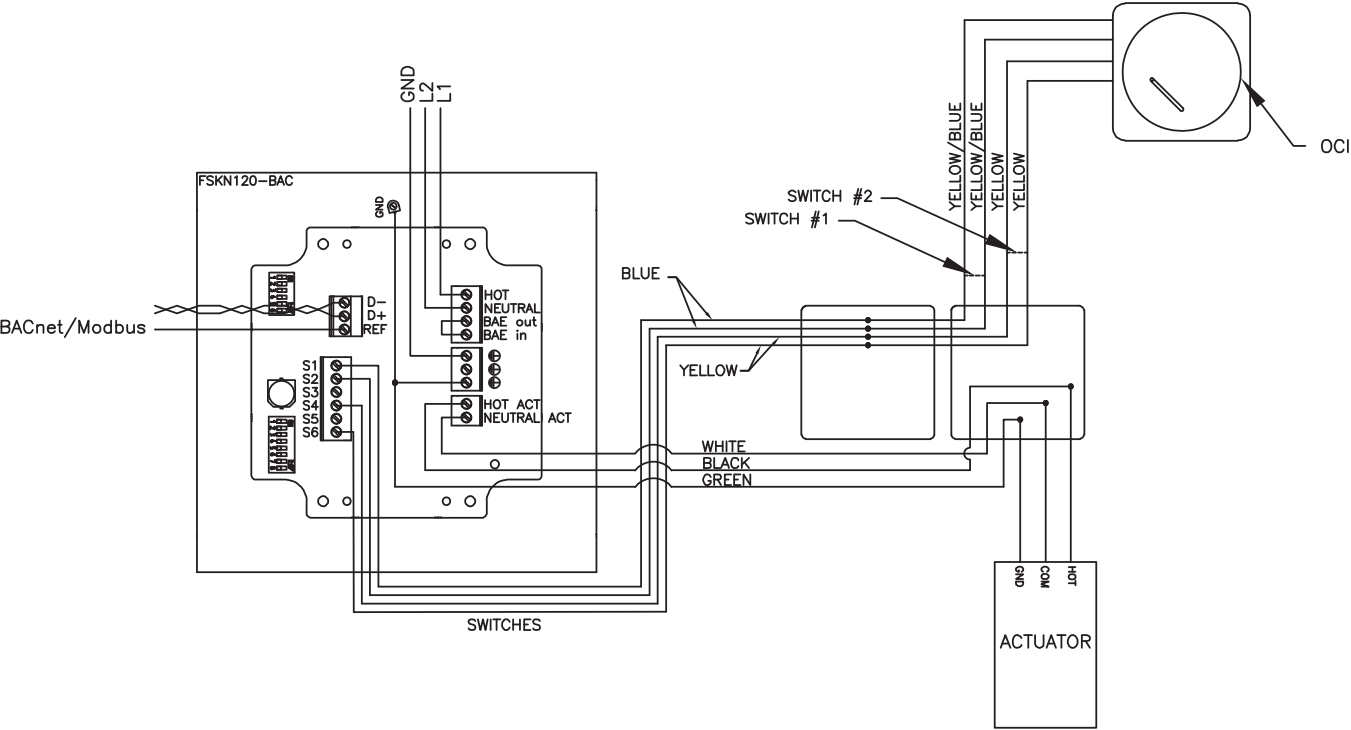 GND
L2
L1
FSKN120-BAC
GND
D-
D+
REF
BACnet/Modbus
S1
S2
S3
S4
S5
S6
HOT
NEUTRAL
BAE out
BAE in
HOT ACT
NEUTRAL ACT
WHITE
BLACK
GREEN
SWITCHES
BLUE
YELLOW
SWITCH #2
SWITCH #1
YELLOW/BLUE
YELLOW/BLUE
YELLOW
YELLOW
OCI
GND
COM
HOT
ACTUATOR